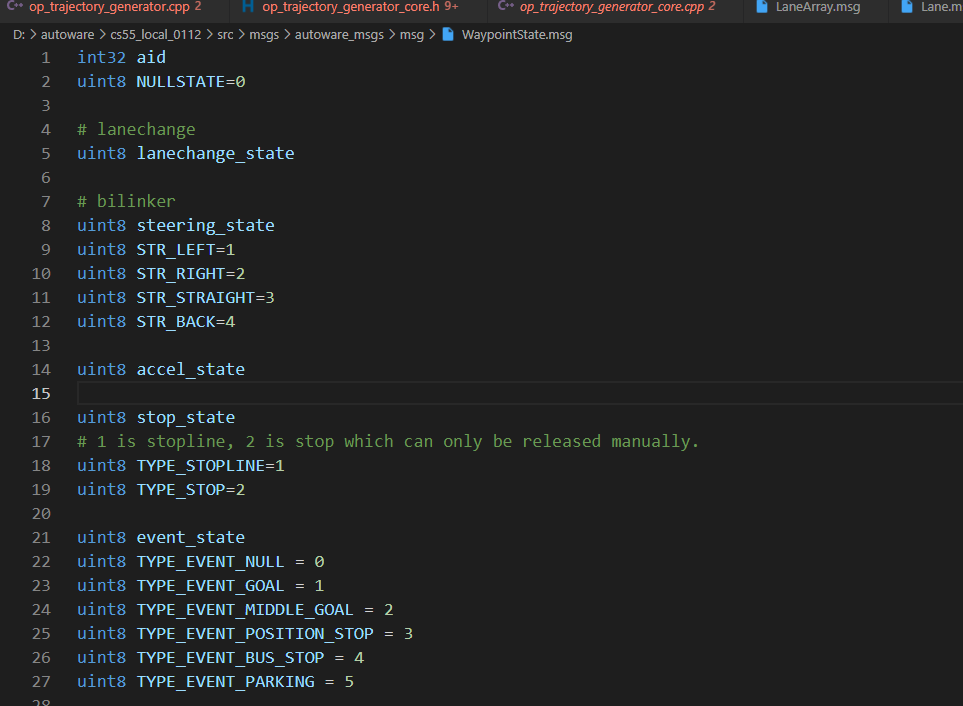 op_trajectory_generator.cpp 2 op_trajectory_generator_core.h 9+ op_trajectory_generator_core.cpp 2 LaneArray.msg Lane.m
D: > autoware > cs55_local_0112 > src > msgs > autoware_msgs > msg > WaypointState.msg
1 int32 aid
2 uint8 NULLSTATE=0
3
4 # lanechange
5 uint8 lanechange_state
6
7 # bilinker
8 uint8 steering_state
9 uint8 STR_LEFT=1
10 uint8 STR_RIGHT=2
11 uint8 STR_STRAIGHT=3
12 uint8 STR_BACK=4
13
14 uint8 accel_state
15
16 uint8 stop_state
17 # 1 is stopline, 2 is stop which can only be released manually.
18 uint8 TYPE_STOPLINE=1
19 uint8 TYPE_STOP=2
20
21 uint8 event_state
22 uint8 TYPE_EVENT_NULL = 0
23 uint8 TYPE_EVENT_GOAL = 1
24 uint8 TYPE_EVENT_MIDDLE_GOAL = 2
25 uint8 TYPE_EVENT_POSITION_STOP = 3
26 uint8 TYPE_EVENT_BUS_STOP = 4
27 uint8 TYPE_EVENT_PARKING = 5
28